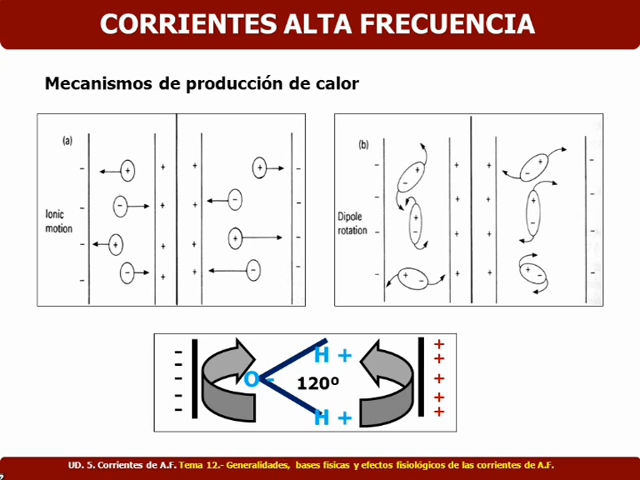 CORRIENTES ALTA FRECUENCIA
Mecanismos de producción de calor
(a)
- + + -
+ +
- - + - -
Ionic
motion
- + + + + -
- - + + - -
(b)
- + + -
+ - + -
- + + -
Dipole
rotation
+ - + -
- + + -
- + + - + -
- H + +
- +
- O - 120º +
- +
- H + +
UD. 5. Corrientes de A.F. Tema 12.- Generalidades, bases físicas y efectos fisiológicos de las corrientes de A.F.